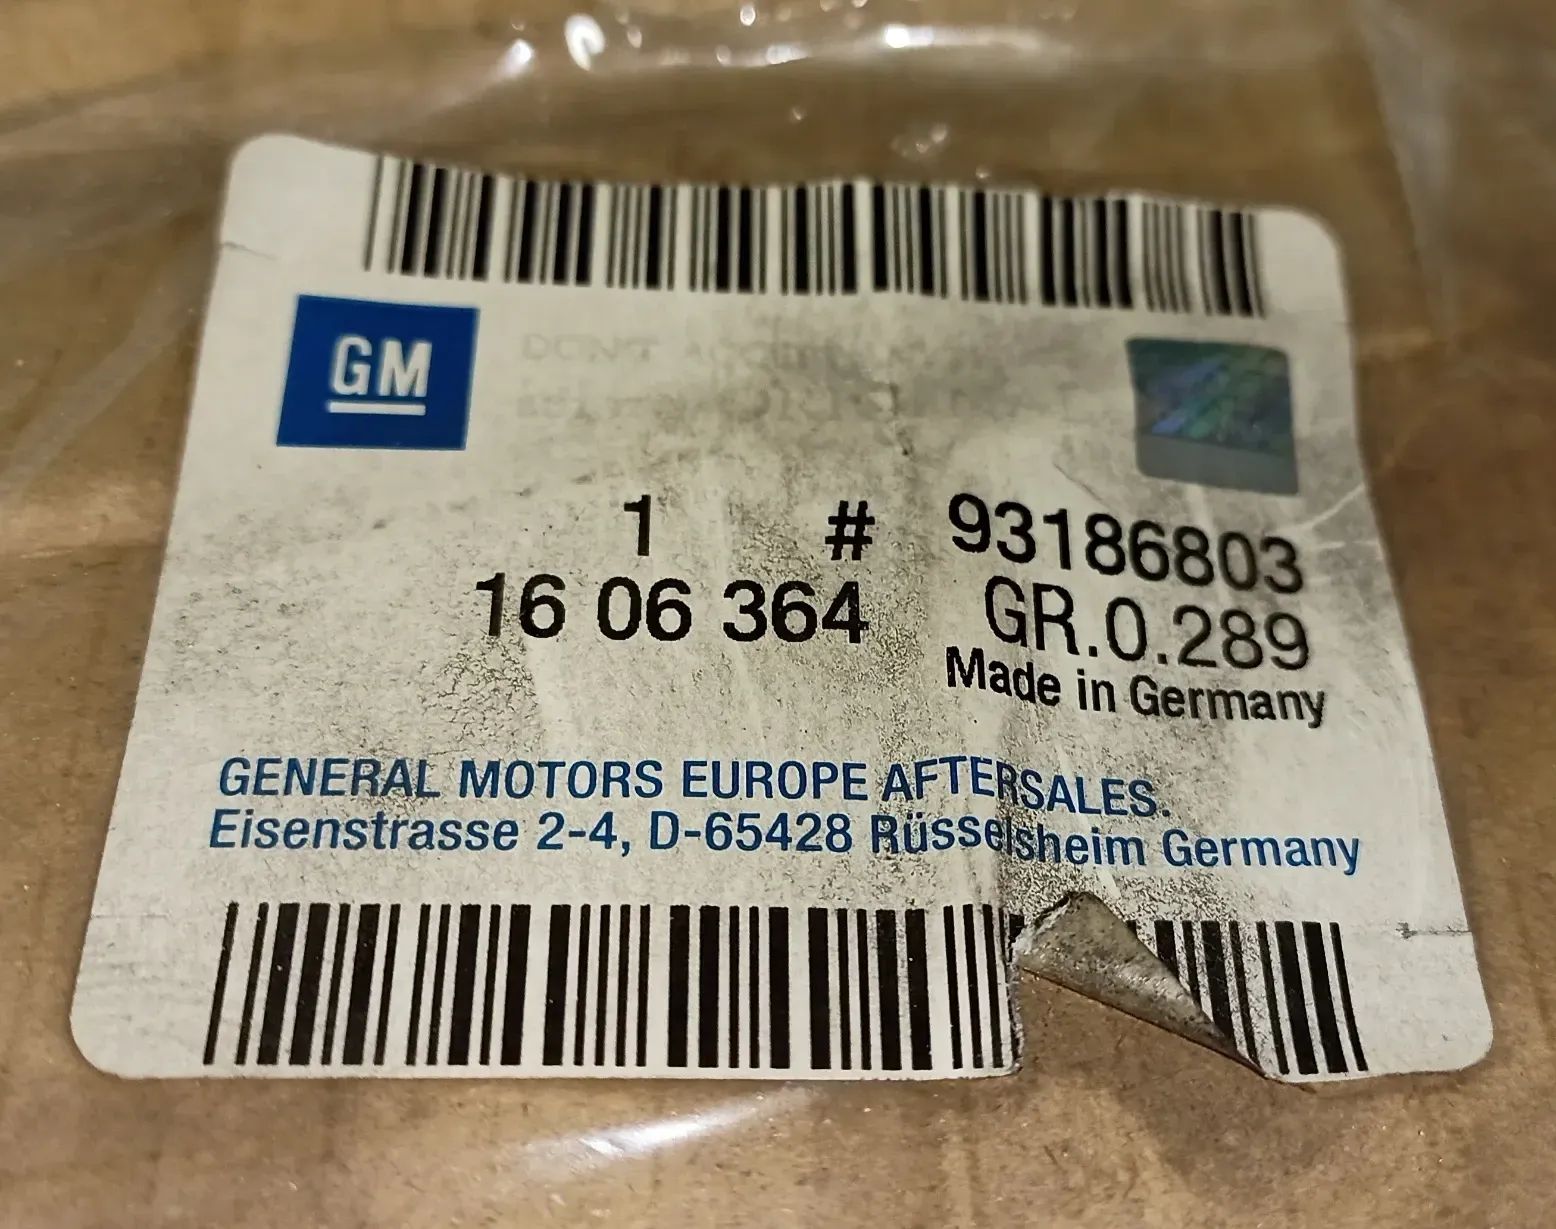 GM
1 # 93186803
16 06 364 GR.0.289
Made in Germany
GENERAL MOTORS EUROPE AFTERSALES.
Eisenstrasse 2-4, D-65428 Rüsselsheim Germany